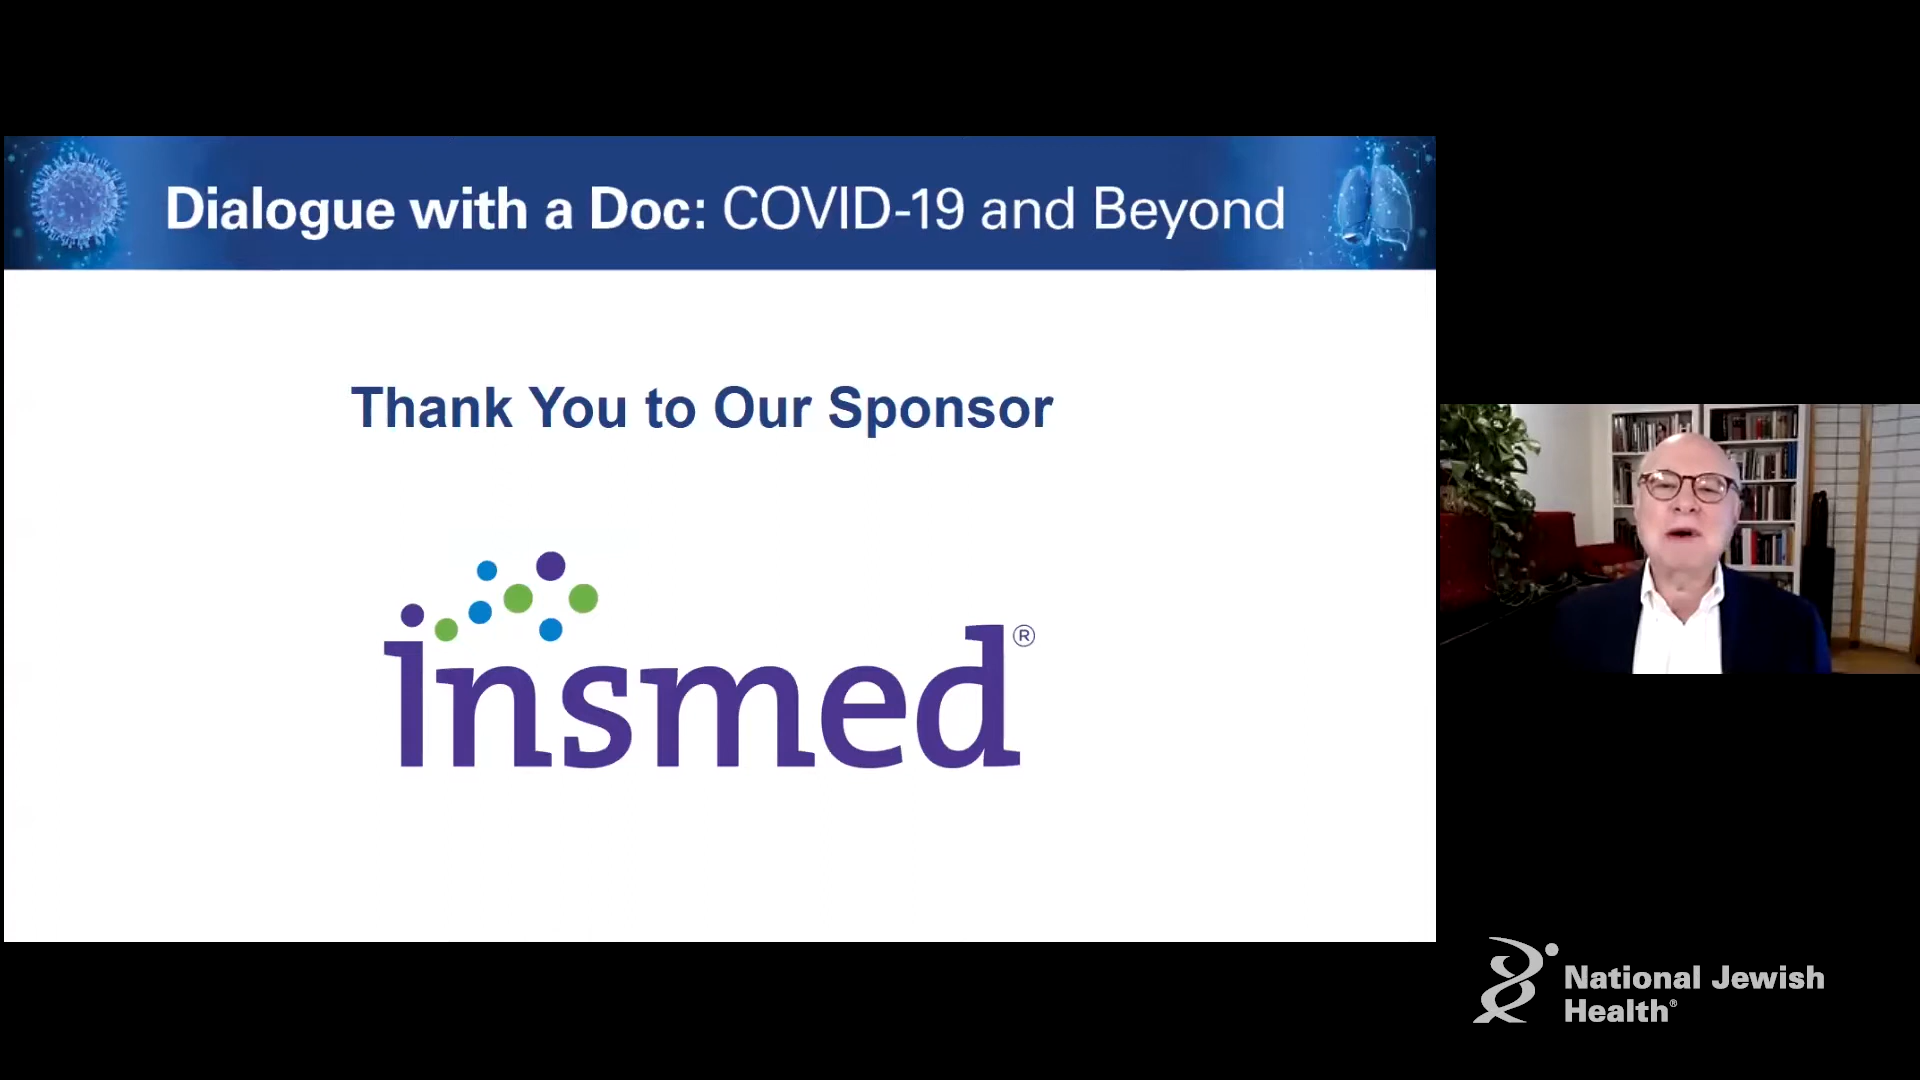 Dialogue with a Doc: COVID-19 and Beyond
Thank You to Our Sponsor
insmed®
National Jewish
Health®